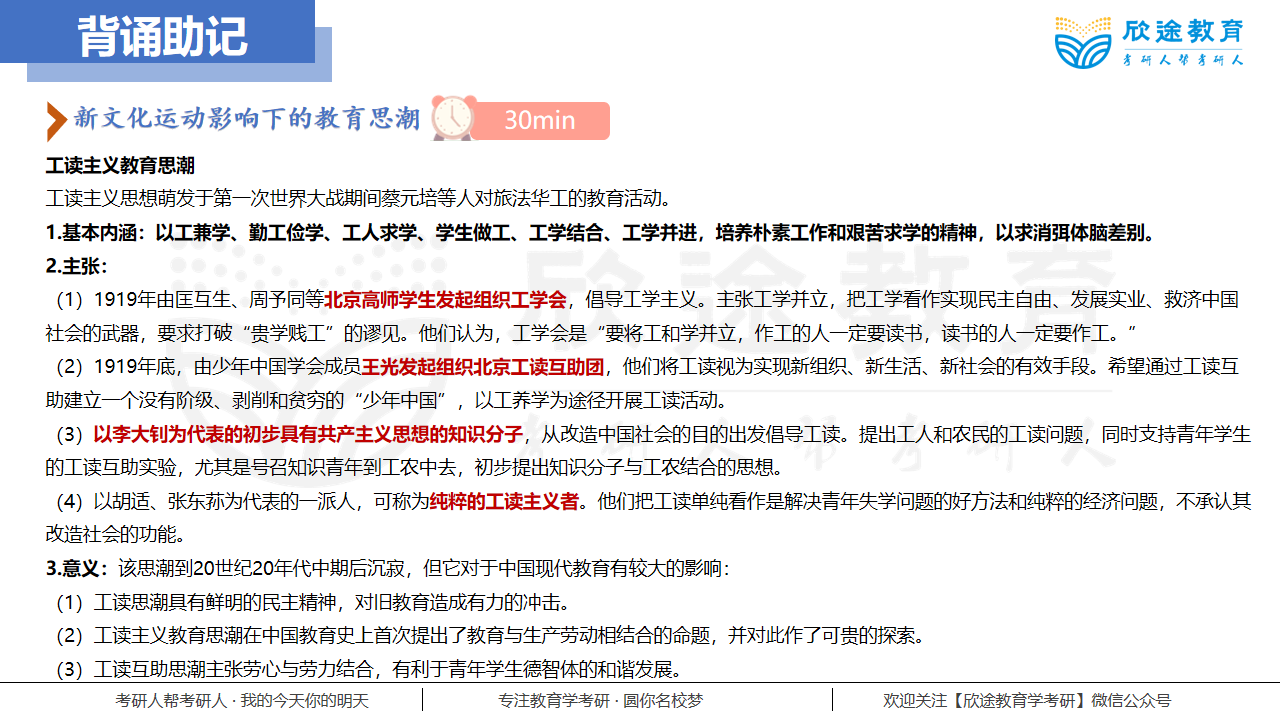 背诵助记
欣途教育
考研人帮考研人
新文化运动影响下的教育思潮
30min
工读主义教育思潮
工读主义思想萌发于第一次世界大战期间蔡元培等人对旅法华工的教育活动。
1.基本内涵：以工兼学、勤工俭学、工人求学、学生做工、工学结合、工学并进，培养朴素工作和艰苦求学的精神，以求消弭体脑差别。
2.主张：
（1）1919年由匡互生、周予同等北京高师学生发起组织工学会，倡导工学主义。主张工学并立，把工学看作实现民主自由、发展实业、救济中国
社会的武器，要求打破“贵学贱工”的谬见。他们认为，工学会是“要将工和学并立，作工的人一定要读书，读书的人一定要作工。”
（2）1919年底，由少年中国学会成员王光发起组织北京工读互助团，他们将工读视为实现新组织、新生活、新社会的有效手段。希望通过工读互
助建立一个没有阶级、剥削和贫穷的“少年中国”，以工养学为途径开展工读活动。
（3）以李大钊为代表的初步具有共产主义思想的知识分子，从改造中国社会的目的出发倡导工读。提出工人和农民的工读问题，同时支持青年学生
的工读互助实验，尤其是号召知识青年到工农中去，初步提出知识分子与工农结合的思想。
（4）以胡适、张东荪为代表的一派人，可称为纯粹的工读主义者。他们把工读单纯看作是解决青年失学问题的好方法和纯粹的经济问题，不承认其
改造社会的功能。
3.意义：该思潮到20世纪20年代中期后沉寂，但它对于中国现代教育有较大的影响：
（1）工读思潮具有鲜明的民主精神，对旧教育造成有力的冲击。
（2）工读主义教育思潮在中国教育史上首次提出了教育与生产劳动相结合的命题，并对此作了可贵的探索。
（3）工读互助思潮主张劳心与劳力结合，有利于青年学生德智体的和谐发展。
欣途教育
考研人帮考研人
考研人帮考研人 · 我的今天你的明天
专注教育学考研 · 圆你名校梦
欢迎关注【欣途教育学考研】微信公众号